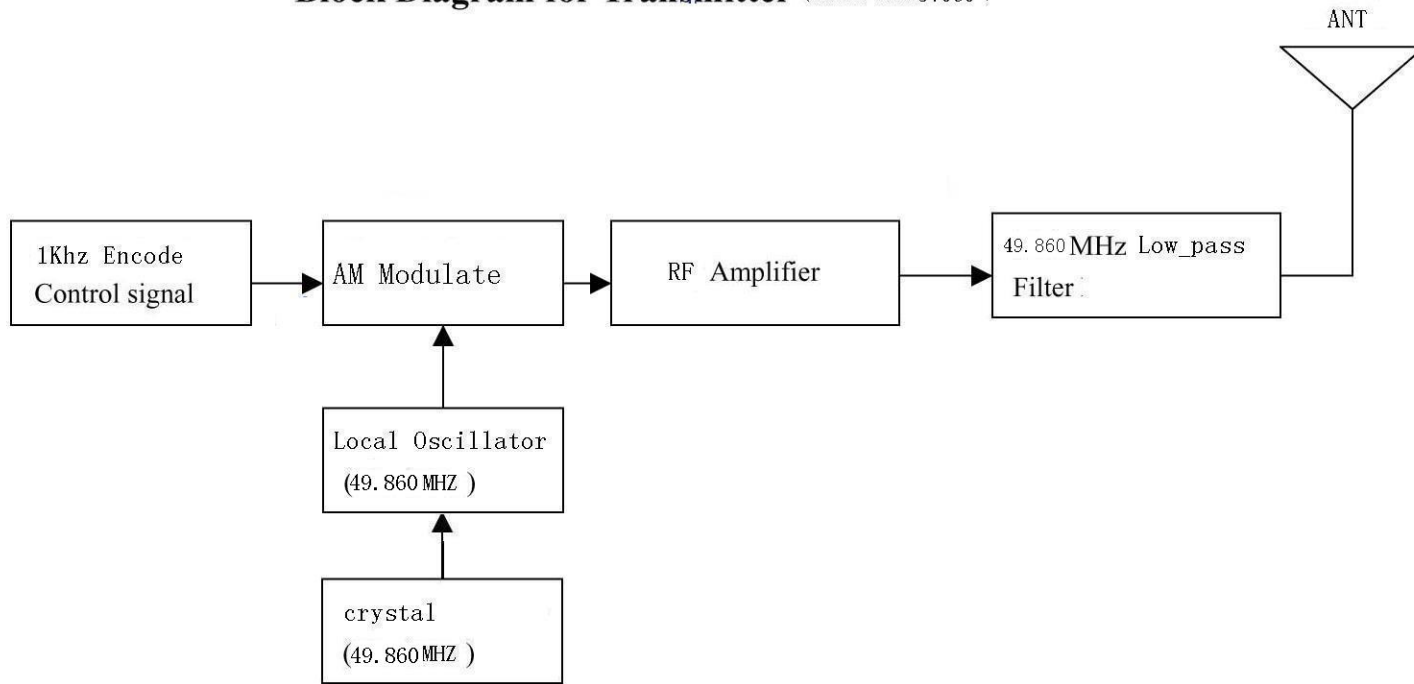 Block Diagram for Transmitter
ANT
1Khz Encode
Control signal
AM Modulate
RF Amplifier
49.860 MHz Low_pass
Filter
Local Oscillator
(49.860 MHZ )
crystal
(49.860 MHZ )